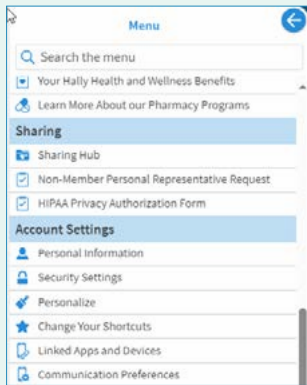 Menu
Search the menu
Your Hally Health and Wellness Benefits
Learn More About our Pharmacy Programs
Sharing
Sharing Hub
Non-Member Personal Representative Request
HIPAA Privacy Authorization Form
Account Settings
Personal Information
Security Settings
Personalize
Change Your Shortcuts
Linked Apps and Devices
Communication Preferences